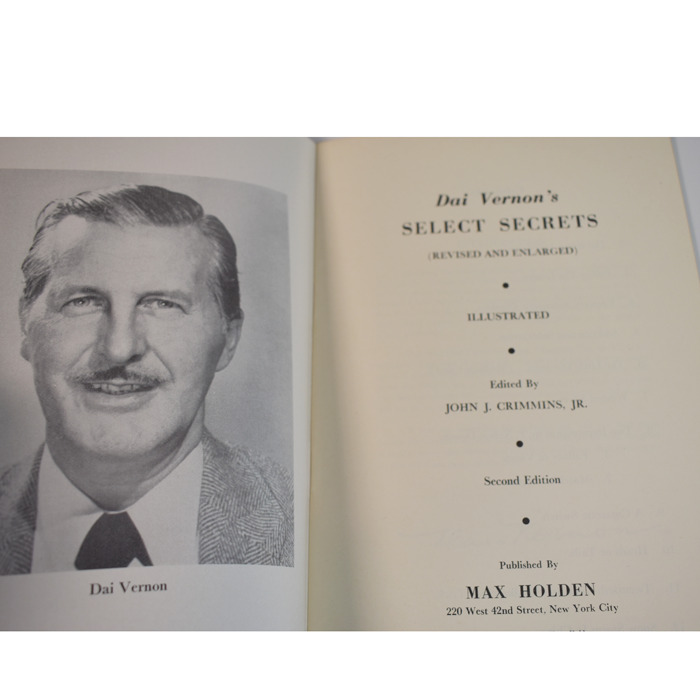 Dai Vernon
Dai Vernon's
SELECT SECRETS
(REVISED AND ENLARGED)
ILLUSTRATED
Edited By
JOHN J. CRIMMINS, JR.
Second Edition
Published By
MAX HOLDEN
220 West 42nd Street, New York City